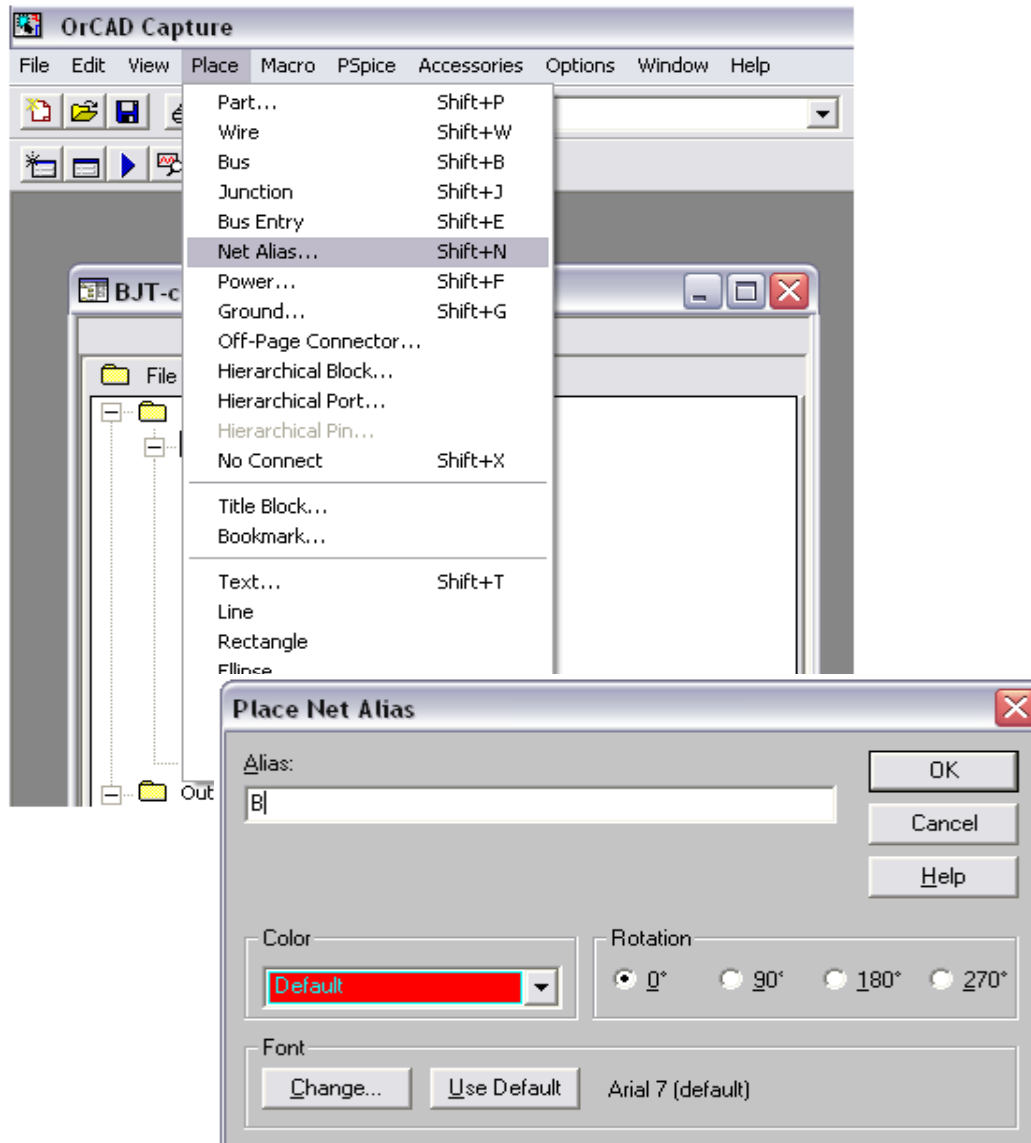 OrCAD Capture
File Edit View Place Macro PSpice Accessories Options Window Help
Part... Shift+P
Wire Shift+W
Bus Shift+B
Junction Shift+J
Bus Entry Shift+E
Net Alias... Shift+N
BJT-c
Power... Shift+F
Ground... Shift+G
Off-Page Connector...
File
Hierarchical Block...
Hierarchical Port...
Hierarchical Pin...
No Connect Shift+X
Title Block...
Bookmark...
Text... Shift+T
Line
Rectangle
Ellipse
Out
Place Net Alias
Alias:
B
OK
Cancel
Help
Color
Default
Rotation
0° 90° 180° 270°
Font
Change... Use Default Arial 7 (default)